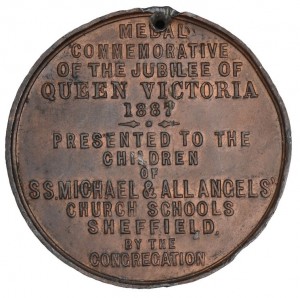 MEDAL
COMMEMORATIVE
OF THE JUBILEE OF
QUEEN VICTORIA
1887
PRESENTED TO THE
CHILDREN
OF
S.S. MICHAEL & ALL ANGELS'
CHURCH SCHOOLS
SHEFFIELD,
BY THE
CONGREGATION